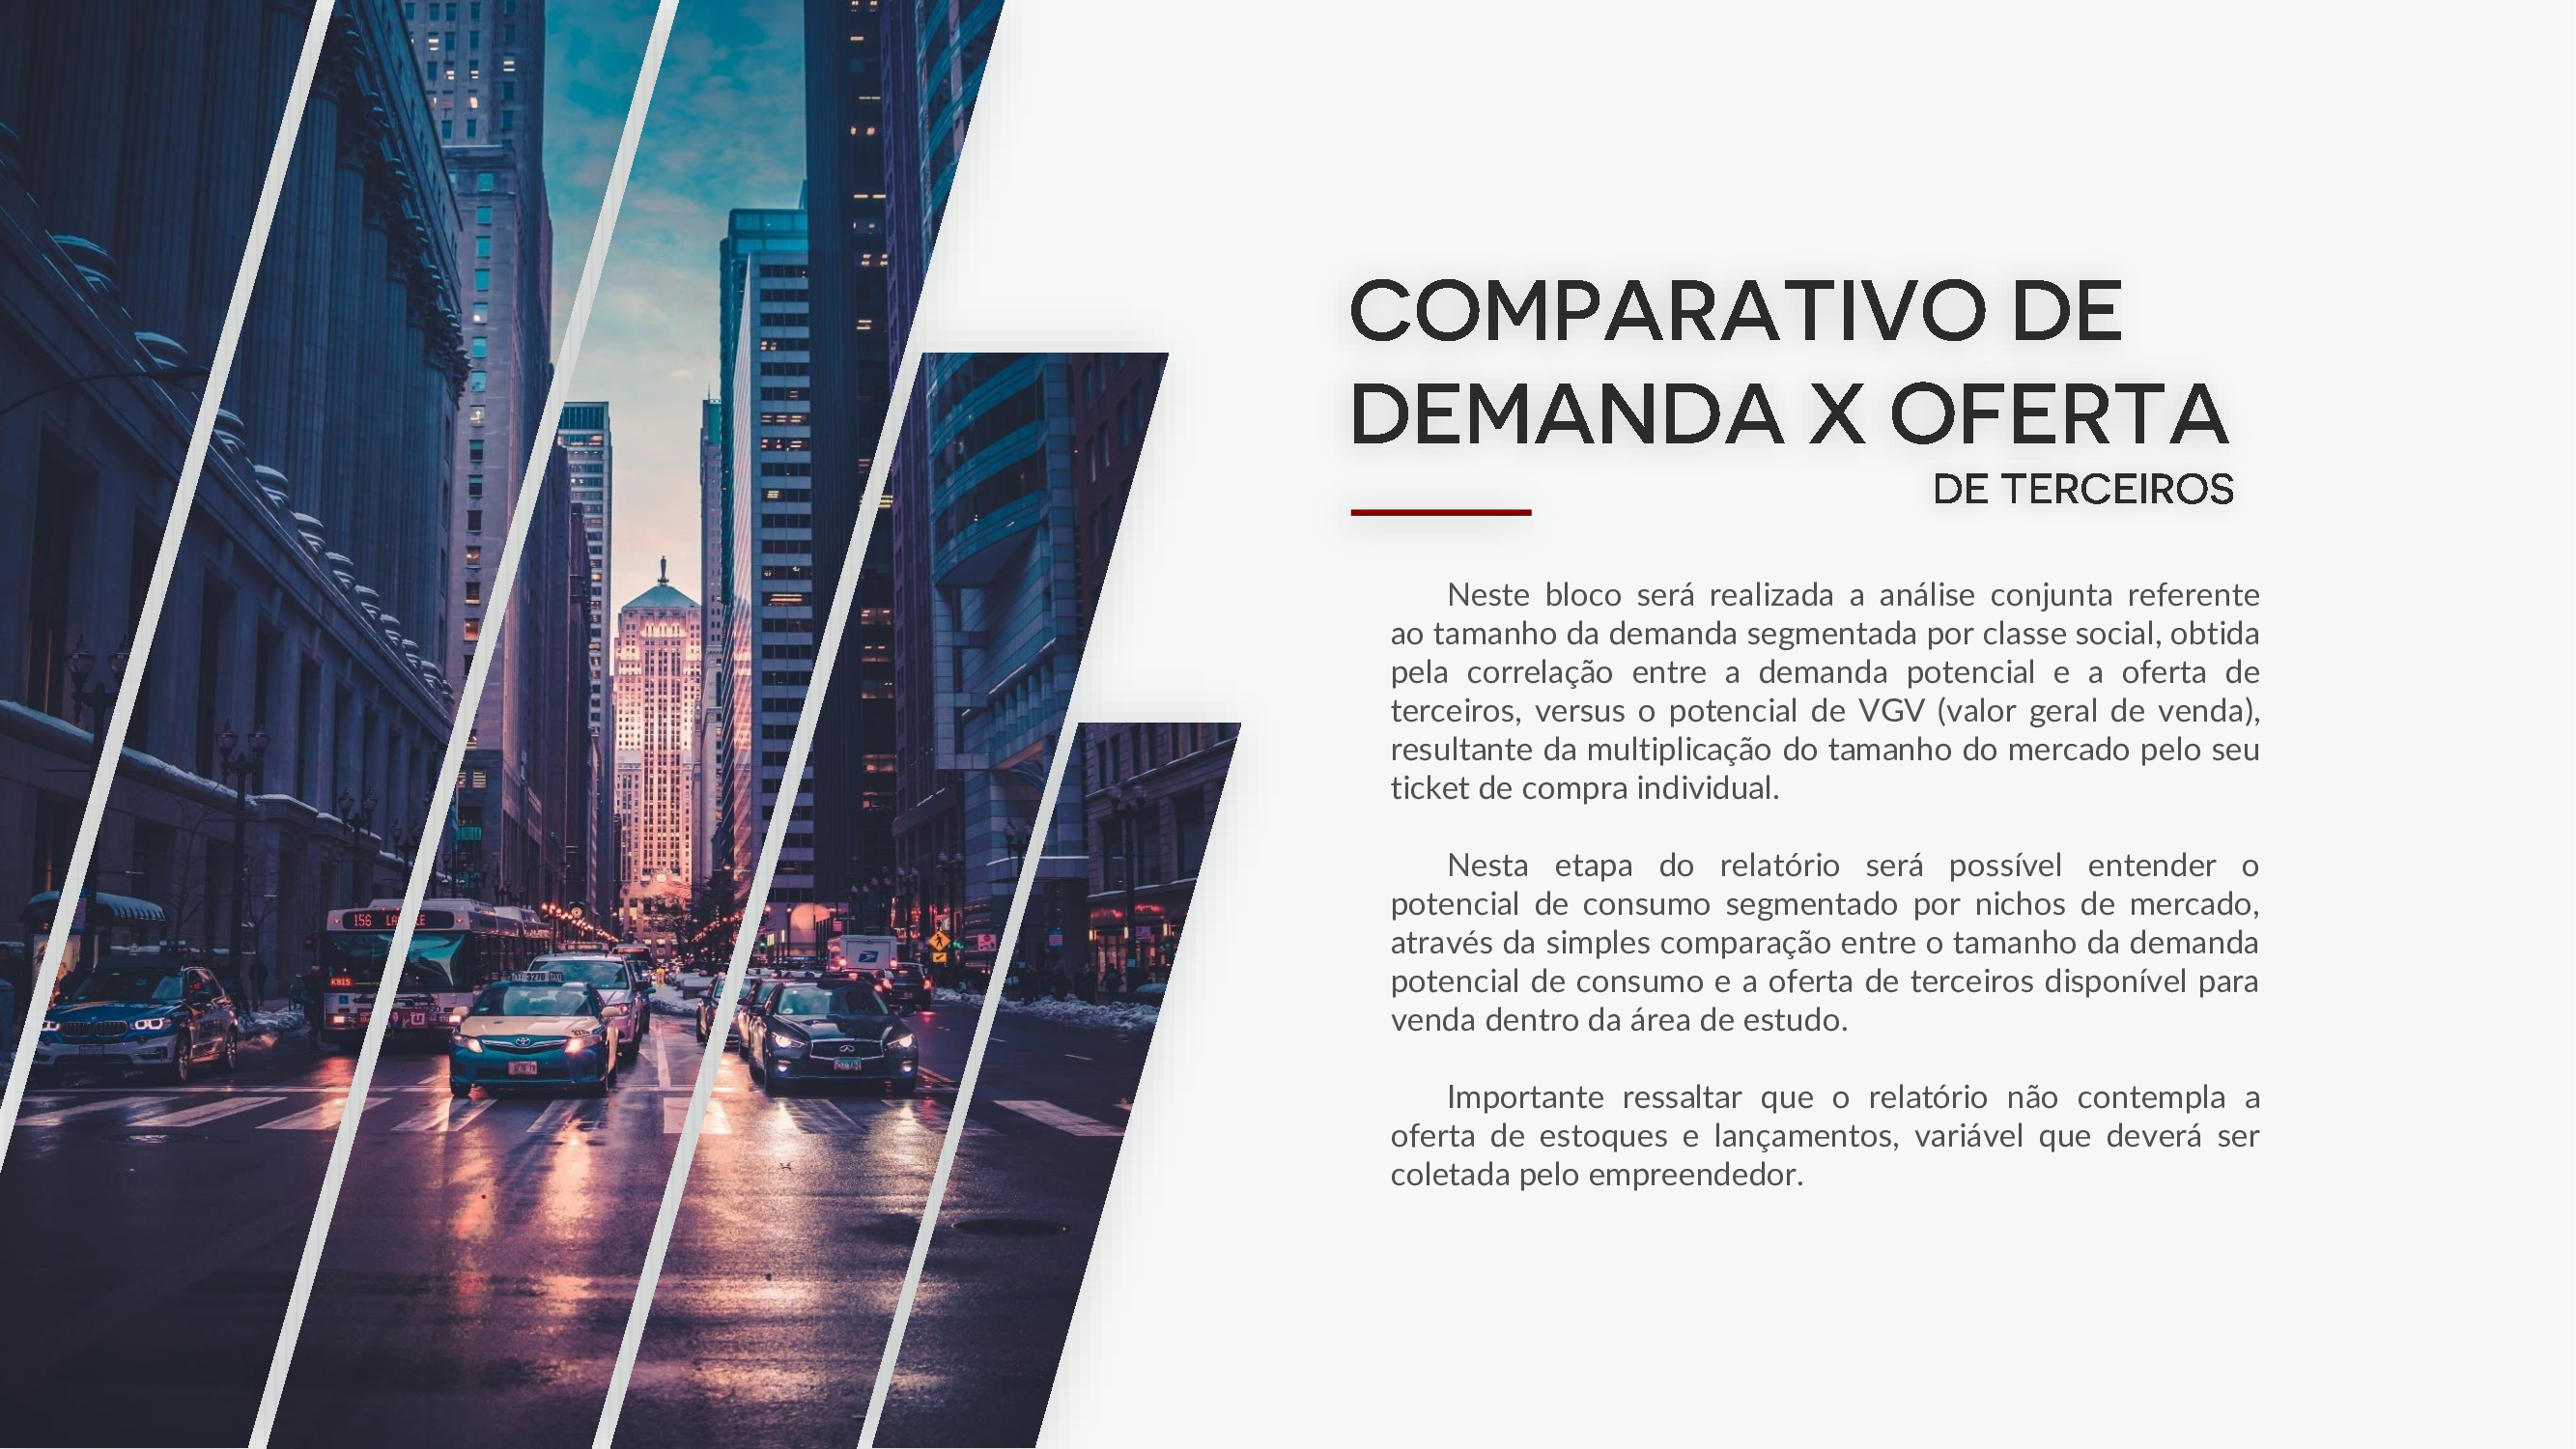 COMPARATIVO DE
DEMANDA X OFERTA
DE TERCEIROS
Neste bloco será realizada a análise conjunta referente
ao tamanho da demanda segmentada por classe social, obtida
pela correlação entre a demanda potencial e a oferta de
terceiros, versus o potencial de VGV (valor geral de venda),
resultante da multiplicação do tamanho do mercado pelo seu
ticket de compra individual.
Nesta etapa do relatório será possível entender o
potencial de consumo segmentado por nichos de mercado,
através da simples comparação entre o tamanho da demanda
potencial de consumo e a oferta de terceiros disponível para
venda dentro da área de estudo.
Importante ressaltar que o relatório não contempla a
oferta de estoques e lançamentos, variável que deverá ser
coletada pelo empreendedor.
156